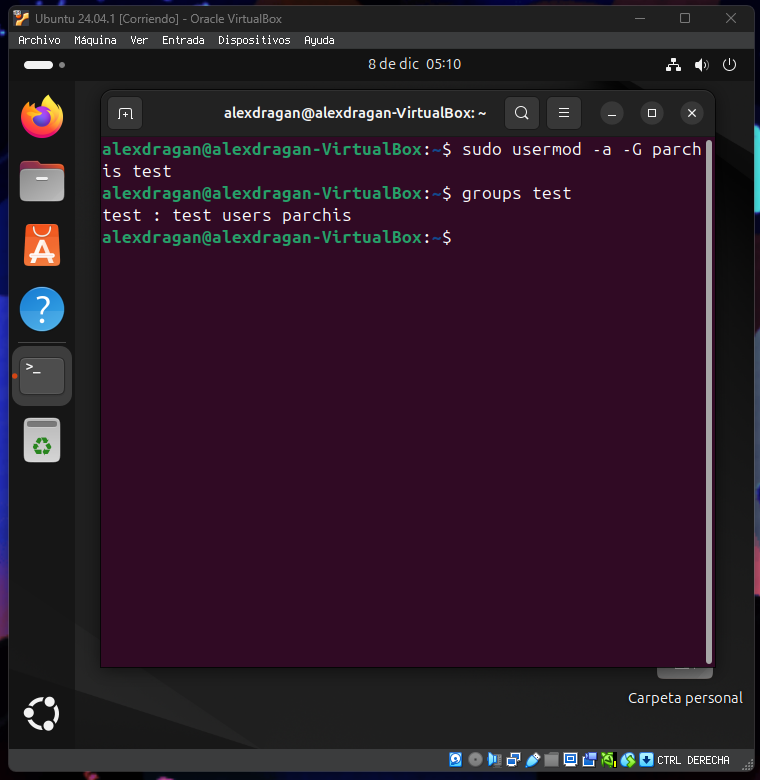 Ubuntu 24.04.1 [Corriendo] - Oracle VirtualBox
Archivo Máquina Ver Entrada Dispositivos Ayuda
8 de dic 05:10
alexdragan@alexdragan-VirtualBox: ~
alexdragan@alexdragan-VirtualBox:~$ sudo usermod -a -G parch
is test
alexdragan@alexdragan-VirtualBox:~$ groups test
test : test users parchis
alexdragan@alexdragan-VirtualBox:~$
Carpeta personal
CTRL DERECHA